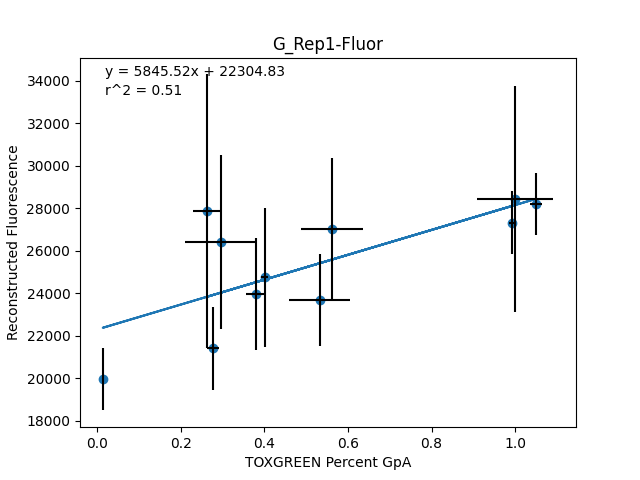 G_Rep1-Fluor
y = 5845.52x + 22304.83
r^2 = 0.51
34000
32000
30000
28000
26000
24000
22000
20000
18000
Reconstructed Fluorescence
0.0 0.2 0.4 0.6 0.8 1.0
TOXGREEN Percent GpA